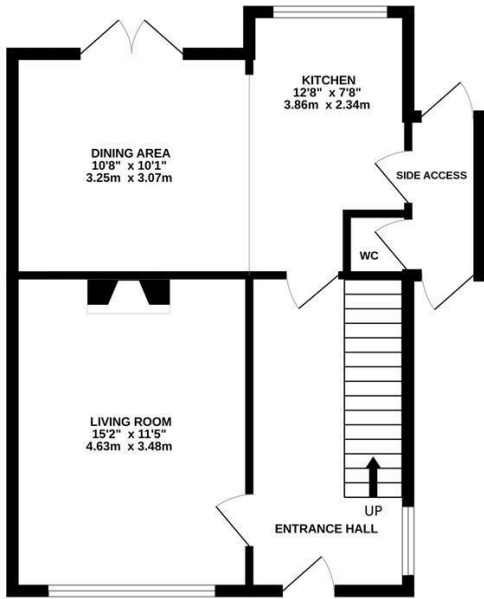 KITCHEN
12'8" x 7'8"
3.86m x 2.34m
DINING AREA
10'8" x 10'1"
3.25m x 3.07m
SIDE ACCESS
WC
LIVING ROOM
15'2" x 11'5"
4.63m x 3.48m
UP
ENTRANCE HALL